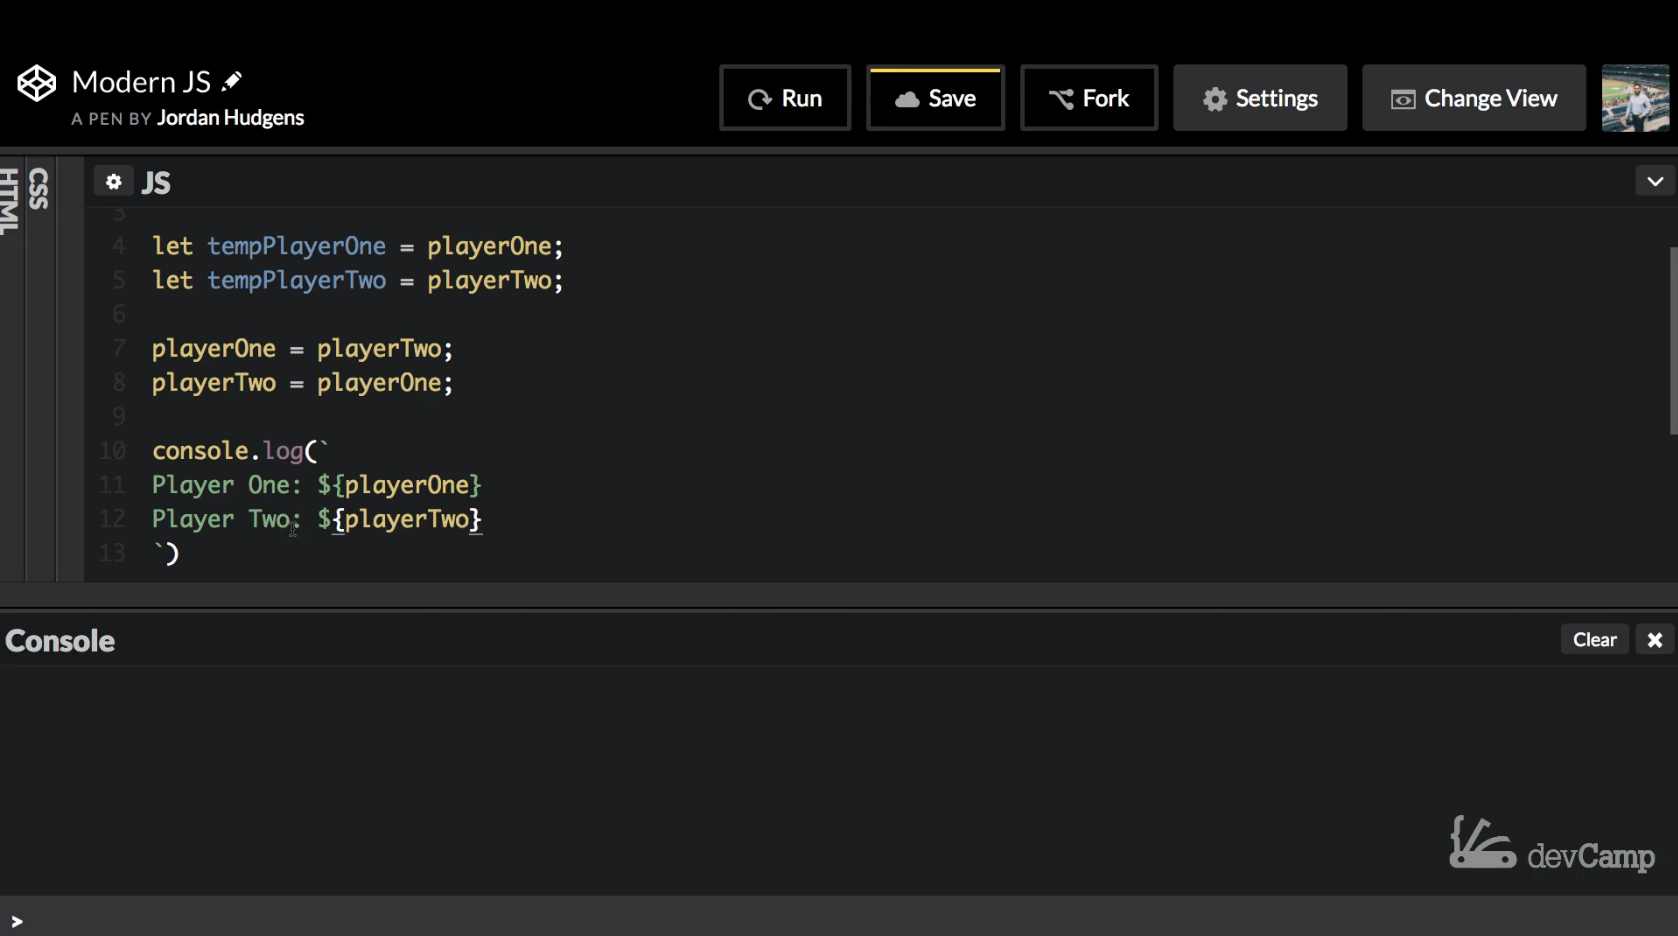 Modern JS
A PEN BY Jordan Hudgens
Run
Save
Fork
Settings
Change View
HTML
CSS
JS
3
4 let tempPlayerOne = playerOne;
5 let tempPlayerTwo = playerTwo;
6
7 playerOne = playerTwo;
8 playerTwo = playerOne;
9
10 console.log(`
11 Player One: ${playerOne}
12 Player Two: ${playerTwo}
13 `)
Console
Clear
devCamp
>